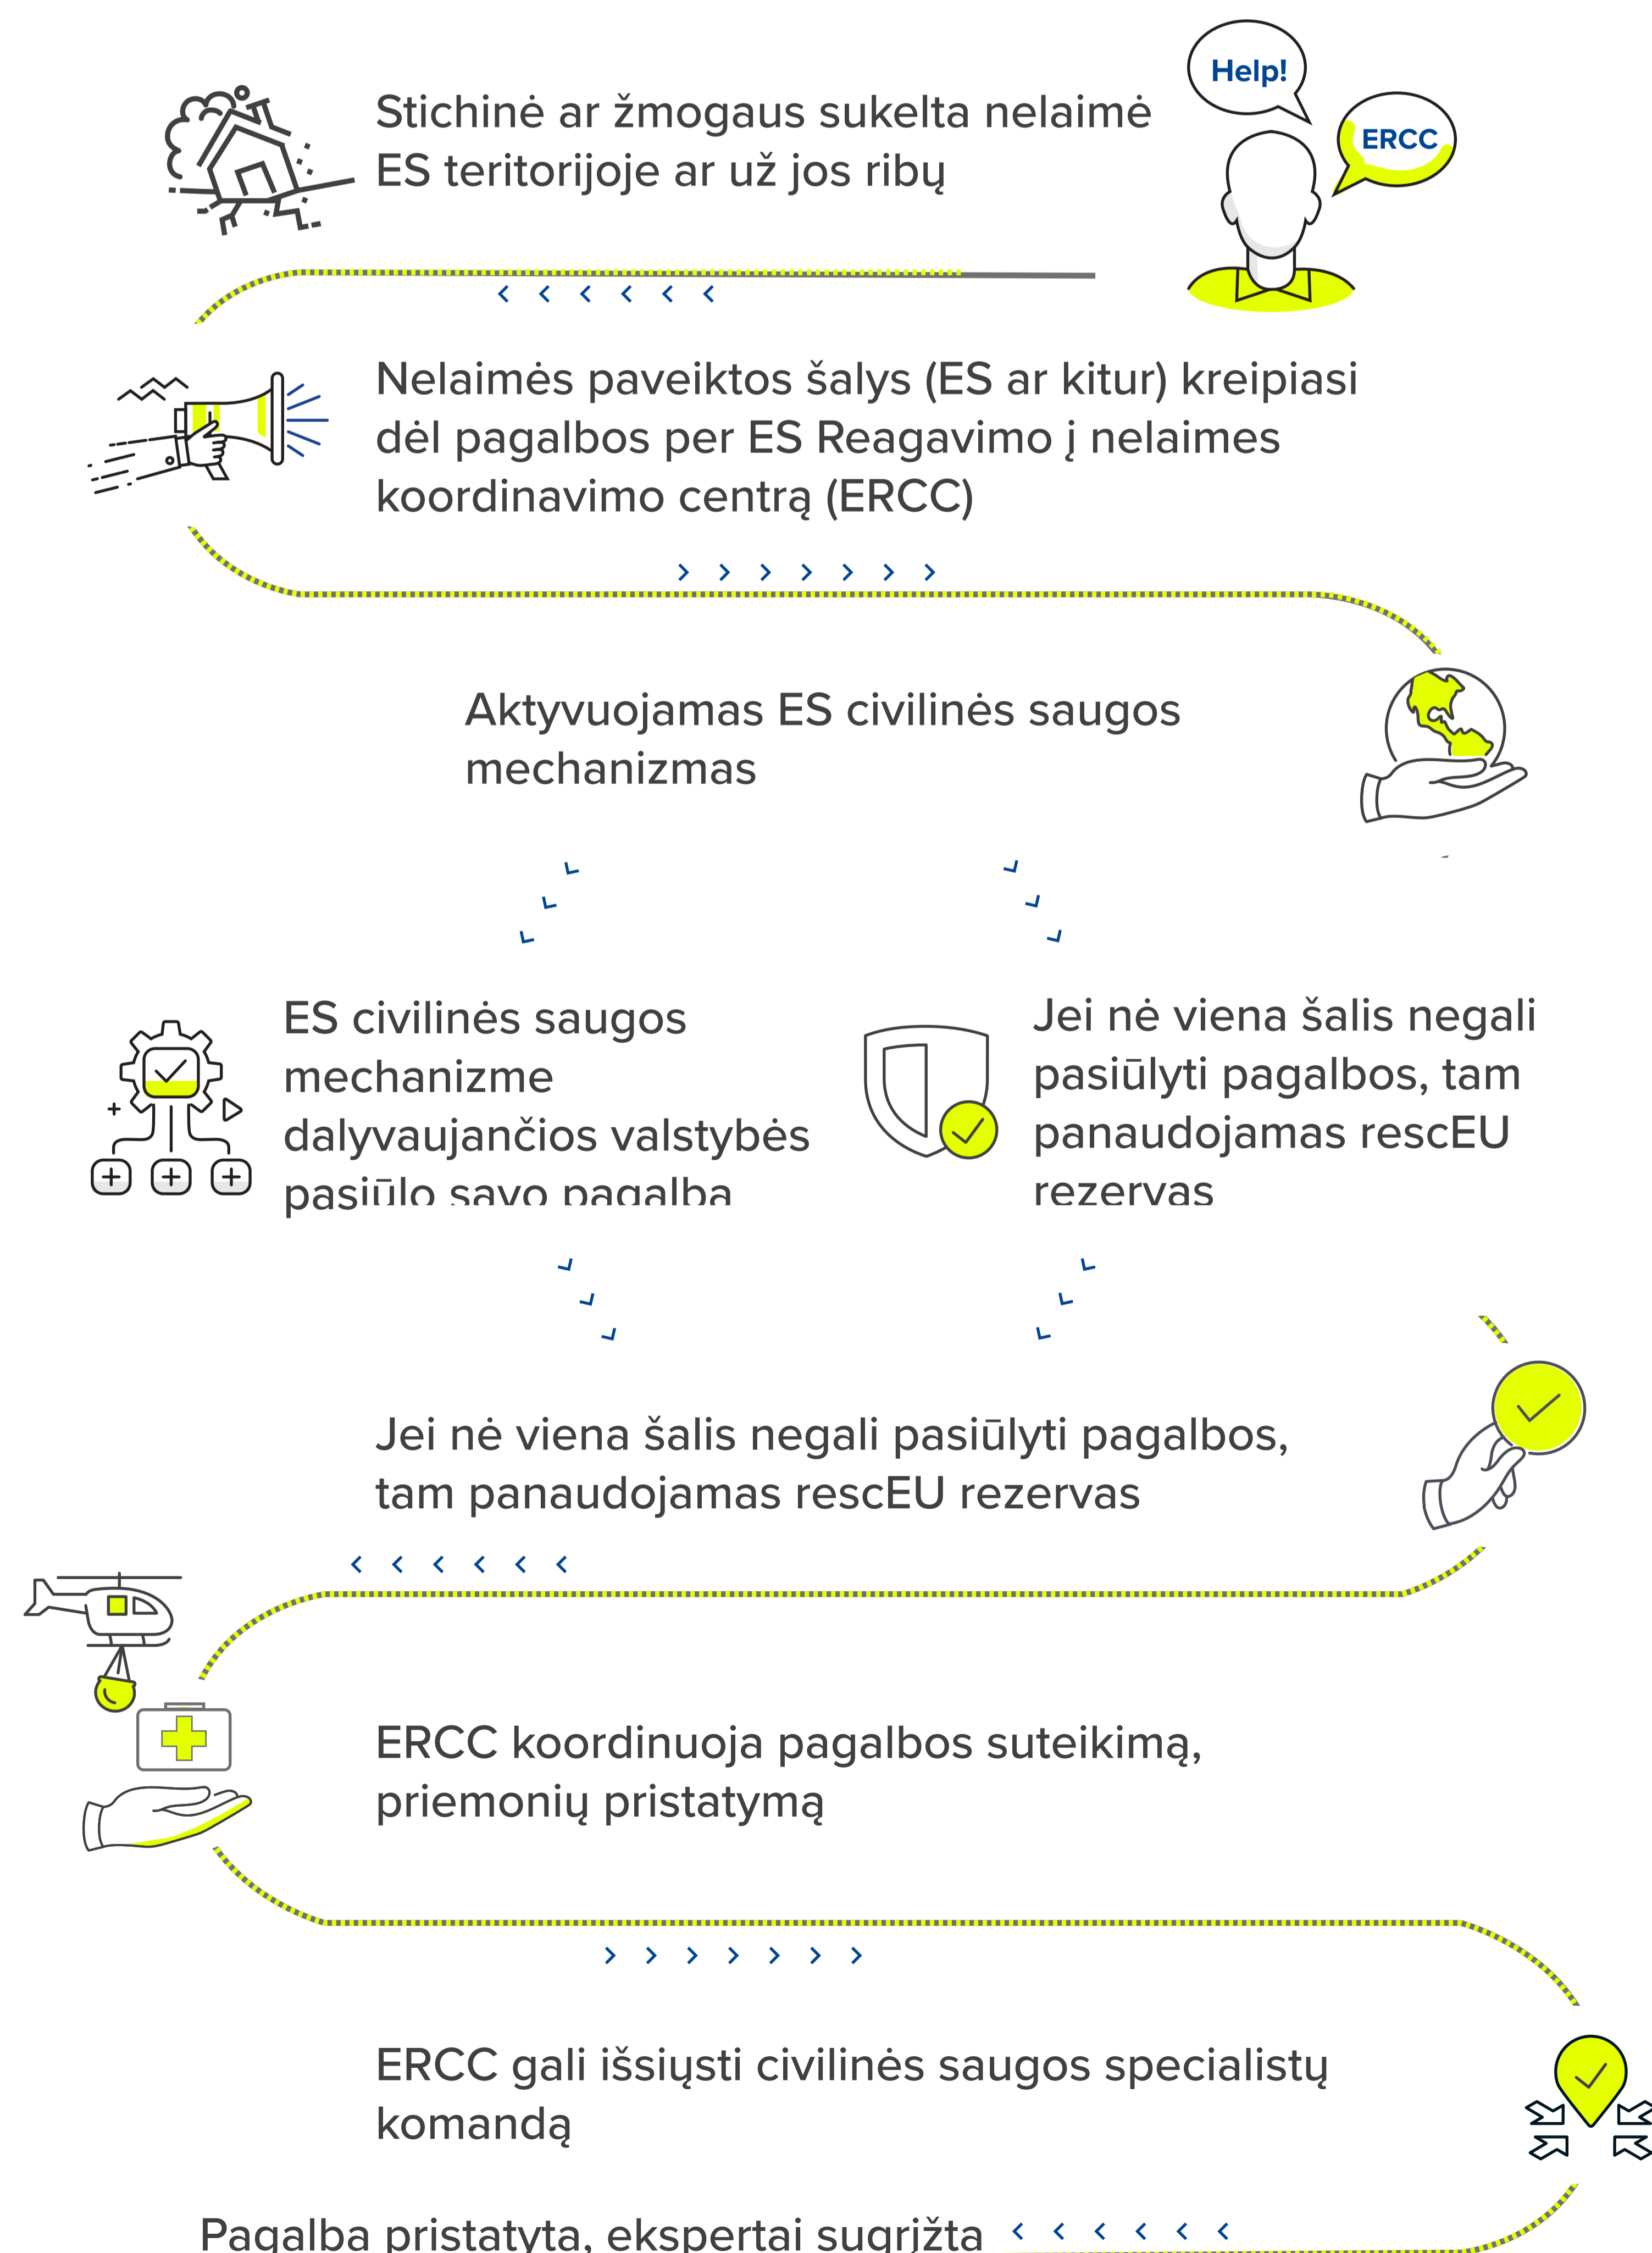 Help!
ERCC
Stichinė ar žmogaus sukelta nelaimė
ES teritorijoje ar už jos ribų
Nelaimės paveiktos šalys (ES ar kitur) kreipiasi
dėl pagalbos per ES Reagavimo į nelaimes
koordinavimo centrą (ERCC)
Aktyvuojamas ES civilinės saugos
mechanizmas
ES civilinės saugos
mechanizme
dalyvaujančios valstybės
pasiūlo savo pagalbą
Jei nė viena šalis negali
pasiūlyti pagalbos, tam
panaudojamas rescEU
rezervas
Jei nė viena šalis negali pasiūlyti pagalbos,
tam panaudojamas rescEU rezervas
ERCC koordinuoja pagalbos suteikimą,
priemonių pristatymą
ERCC gali išsiųsti civilinės saugos specialistų
komandą
Pagalba pristatyta, ekspertai sugrįžta